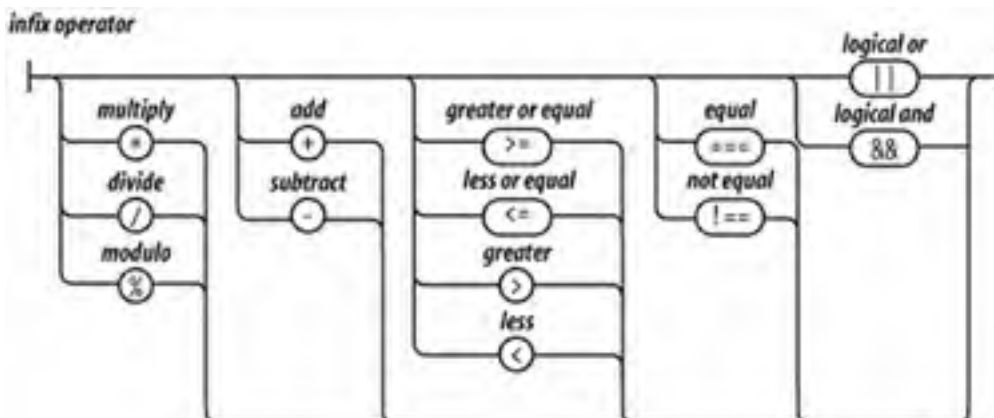 infix operator
logical or
||
multiply add greater or equal equal logical and
* + >= === &&
divide subtract less or equal not equal
/ - <= !==
modulo greater
% >
less
<